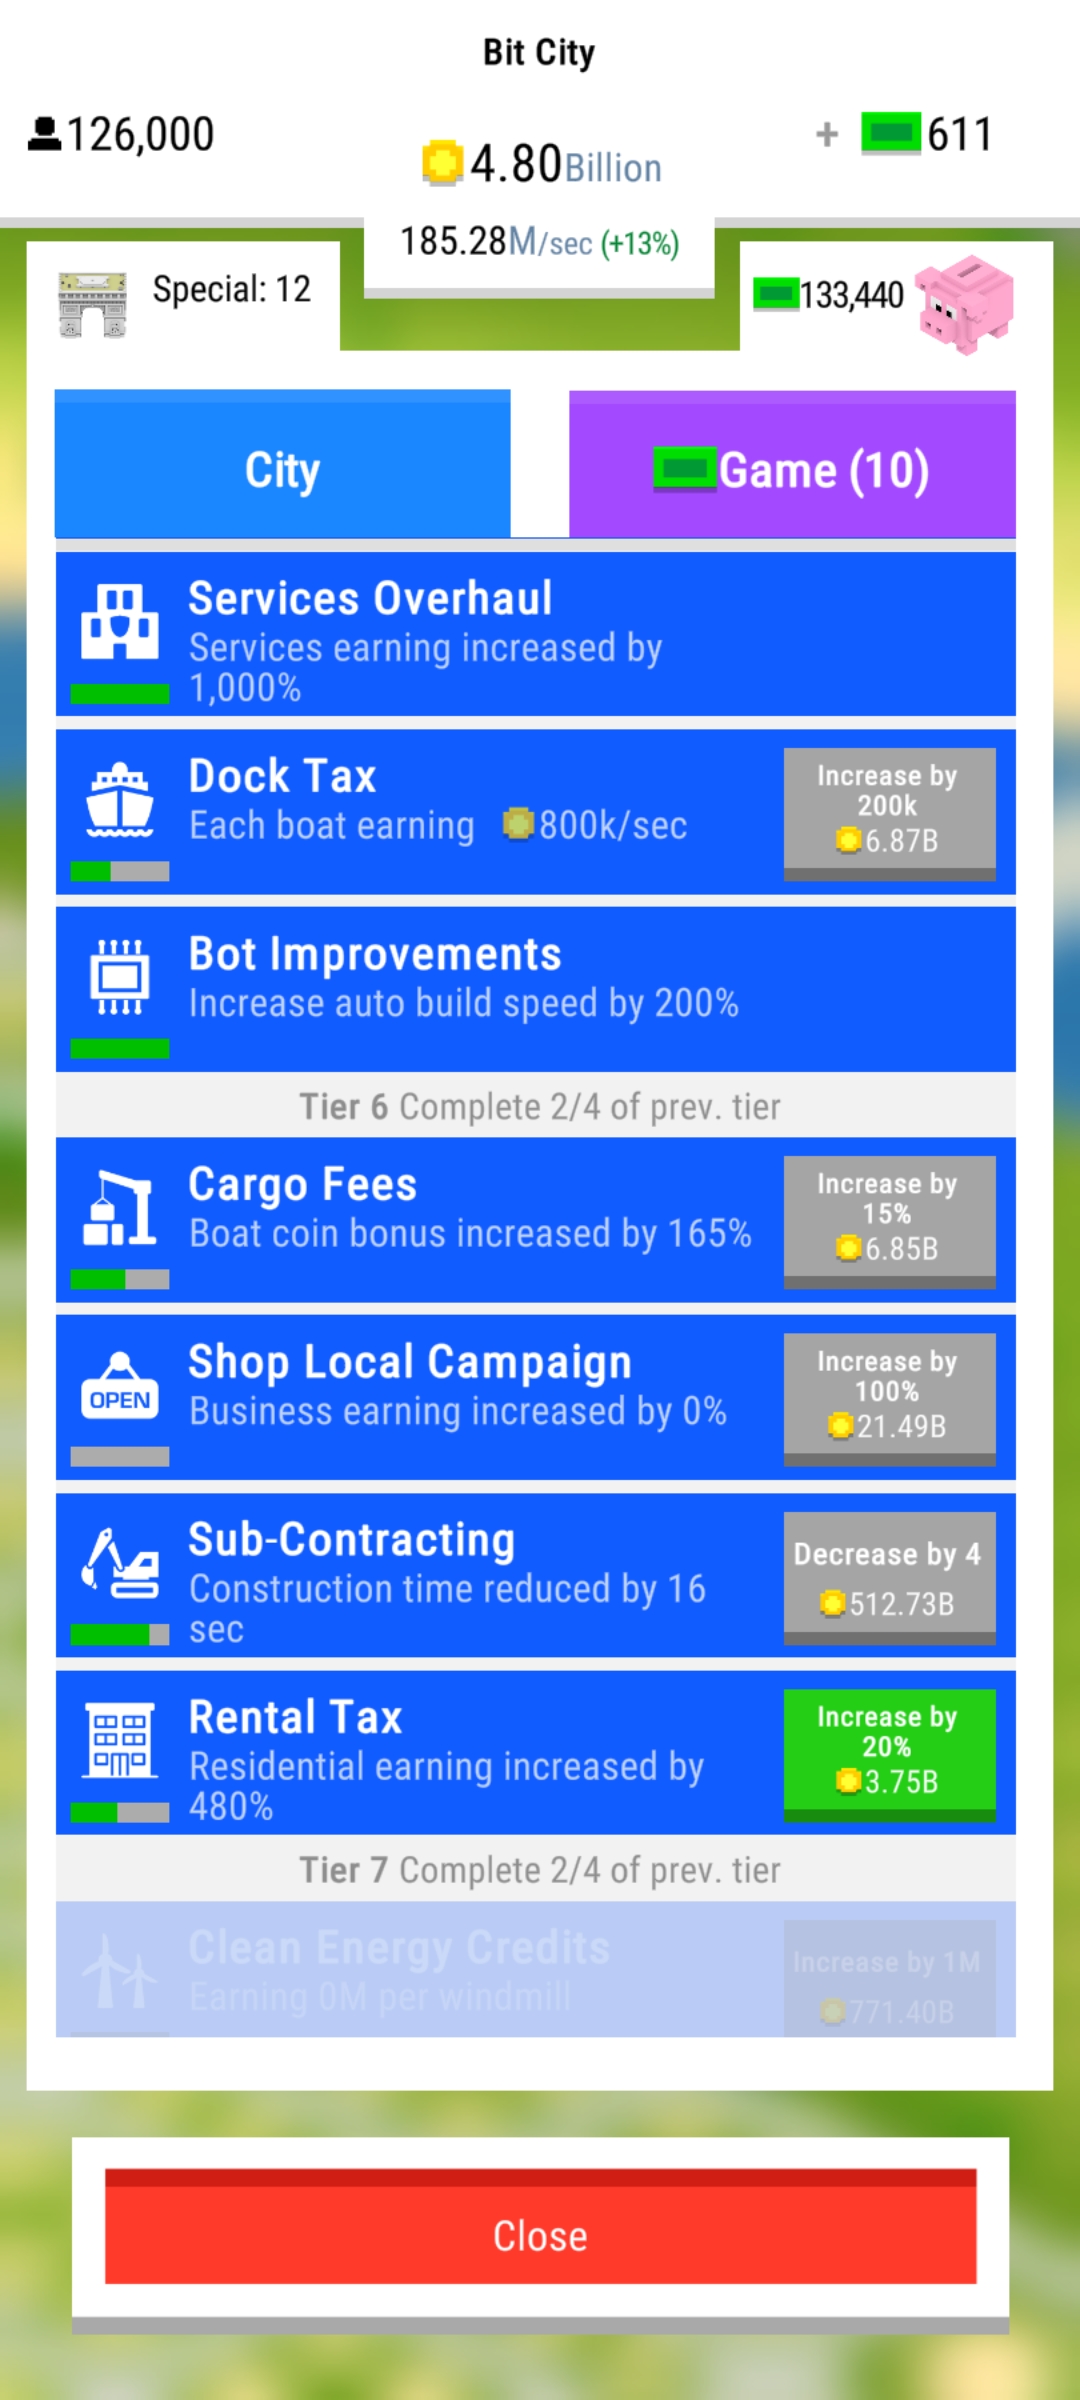 Bit City
126,000
4.80Billion
+ 611
185.28M/sec (+13%)
Special: 12
133,440
City
Game (10)
Services Overhaul
Services earning increased by
1,000%
Dock Tax
Each boat earning 800k/sec
Increase by
200k
6.87B
Bot Improvements
Increase auto build speed by 200%
Tier 6 Complete 2/4 of prev. tier
Cargo Fees
Boat coin bonus increased by 165%
Increase by
15%
6.85B
OPEN
Shop Local Campaign
Business earning increased by 0%
Increase by
100%
21.49B
Sub-Contracting
Construction time reduced by 16
sec
Decrease by 4
512.73B
Rental Tax
Residential earning increased by
480%
Increase by
20%
3.75B
Tier 7 Complete 2/4 of prev. tier
Clean Energy Credits
Earning 0M per windmill
Increase by 1M
771.40B
Close